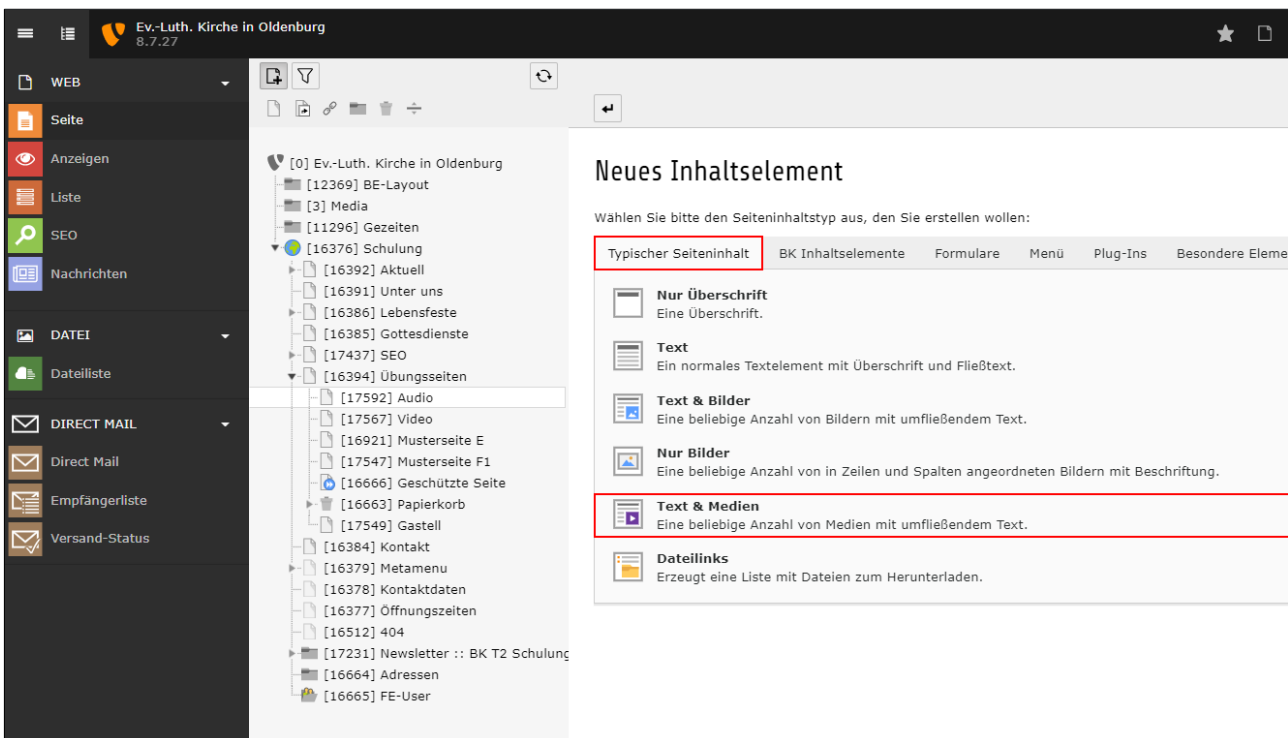 Ev.-Luth. Kirche in Oldenburg
8.7.27
WEB
Seite
Anzeigen
Liste
SEO
Nachrichten
DATEI
Dateiliste
DIRECT MAIL
Direct Mail
Empfängerliste
Versand-Status
[0] Ev.-Luth. Kirche in Oldenburg
[12369] BE-Layout
[3] Media
[11296] Gezeiten
[16376] Schulung
[16392] Aktuell
[16391] Unter uns
[16386] Lebensfeste
[16385] Gottesdienste
[17437] SEO
[16394] Übungsseiten
[17592] Audio
[17567] Video
[16921] Musterseite E
[17547] Musterseite F1
[16666] Geschützte Seite
[16663] Papierkorb
[17549] Gastell
[16384] Kontakt
[16379] Metamenu
[16378] Kontaktdaten
[16377] Öffnungszeiten
[16512] 404
[17231] Newsletter :: BK T2 Schulung
[16664] Adressen
[16665] FE-User
Neues Inhaltselement
Wählen Sie bitte den Seiteninhaltstyp aus, den Sie erstellen wollen:
Typischer Seiteninhalt BK Inhaltselemente Formulare Menü Plug-Ins Besondere Eleme
Nur Überschrift
Eine Überschrift.
Text
Ein normales Textelement mit Überschrift und Fließtext.
Text & Bilder
Eine beliebige Anzahl von Bildern mit umfließendem Text.
Nur Bilder
Eine beliebige Anzahl von in Zeilen und Spalten angeordneten Bildern mit Beschriftung.
Text & Medien
Eine beliebige Anzahl von Medien mit umfließendem Text.
Dateilinks
Erzeugt eine Liste mit Dateien zum Herunterladen.